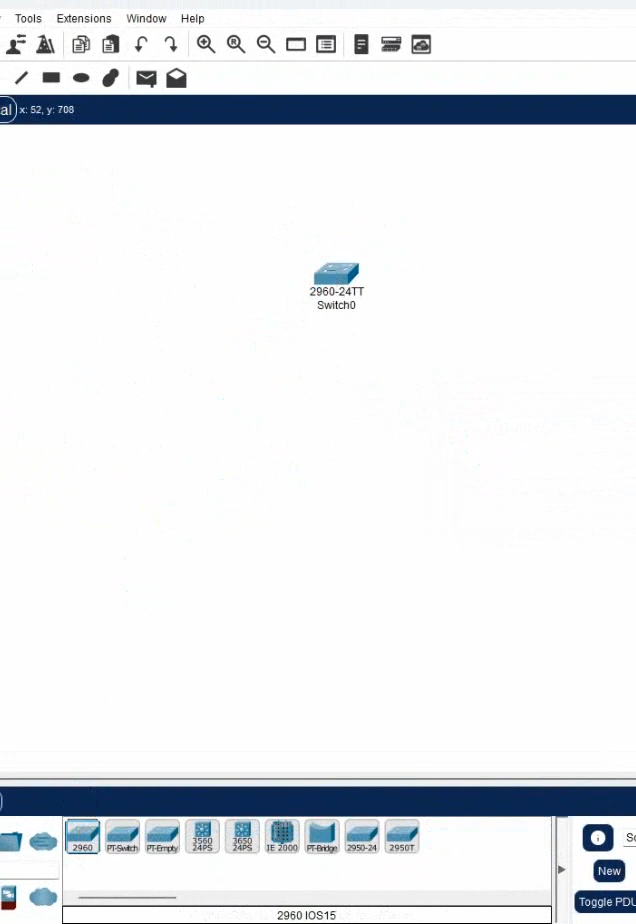 Tools Extensions Window Help
al x: 52, y: 708
2960-24TT
Switch0
2960 PT-Switch PT-Empty 3560 24PS 3650 24PS IE 2000 PT-Bridge 2950-24 2950T
New
Toggle PDU
2960 IOS15